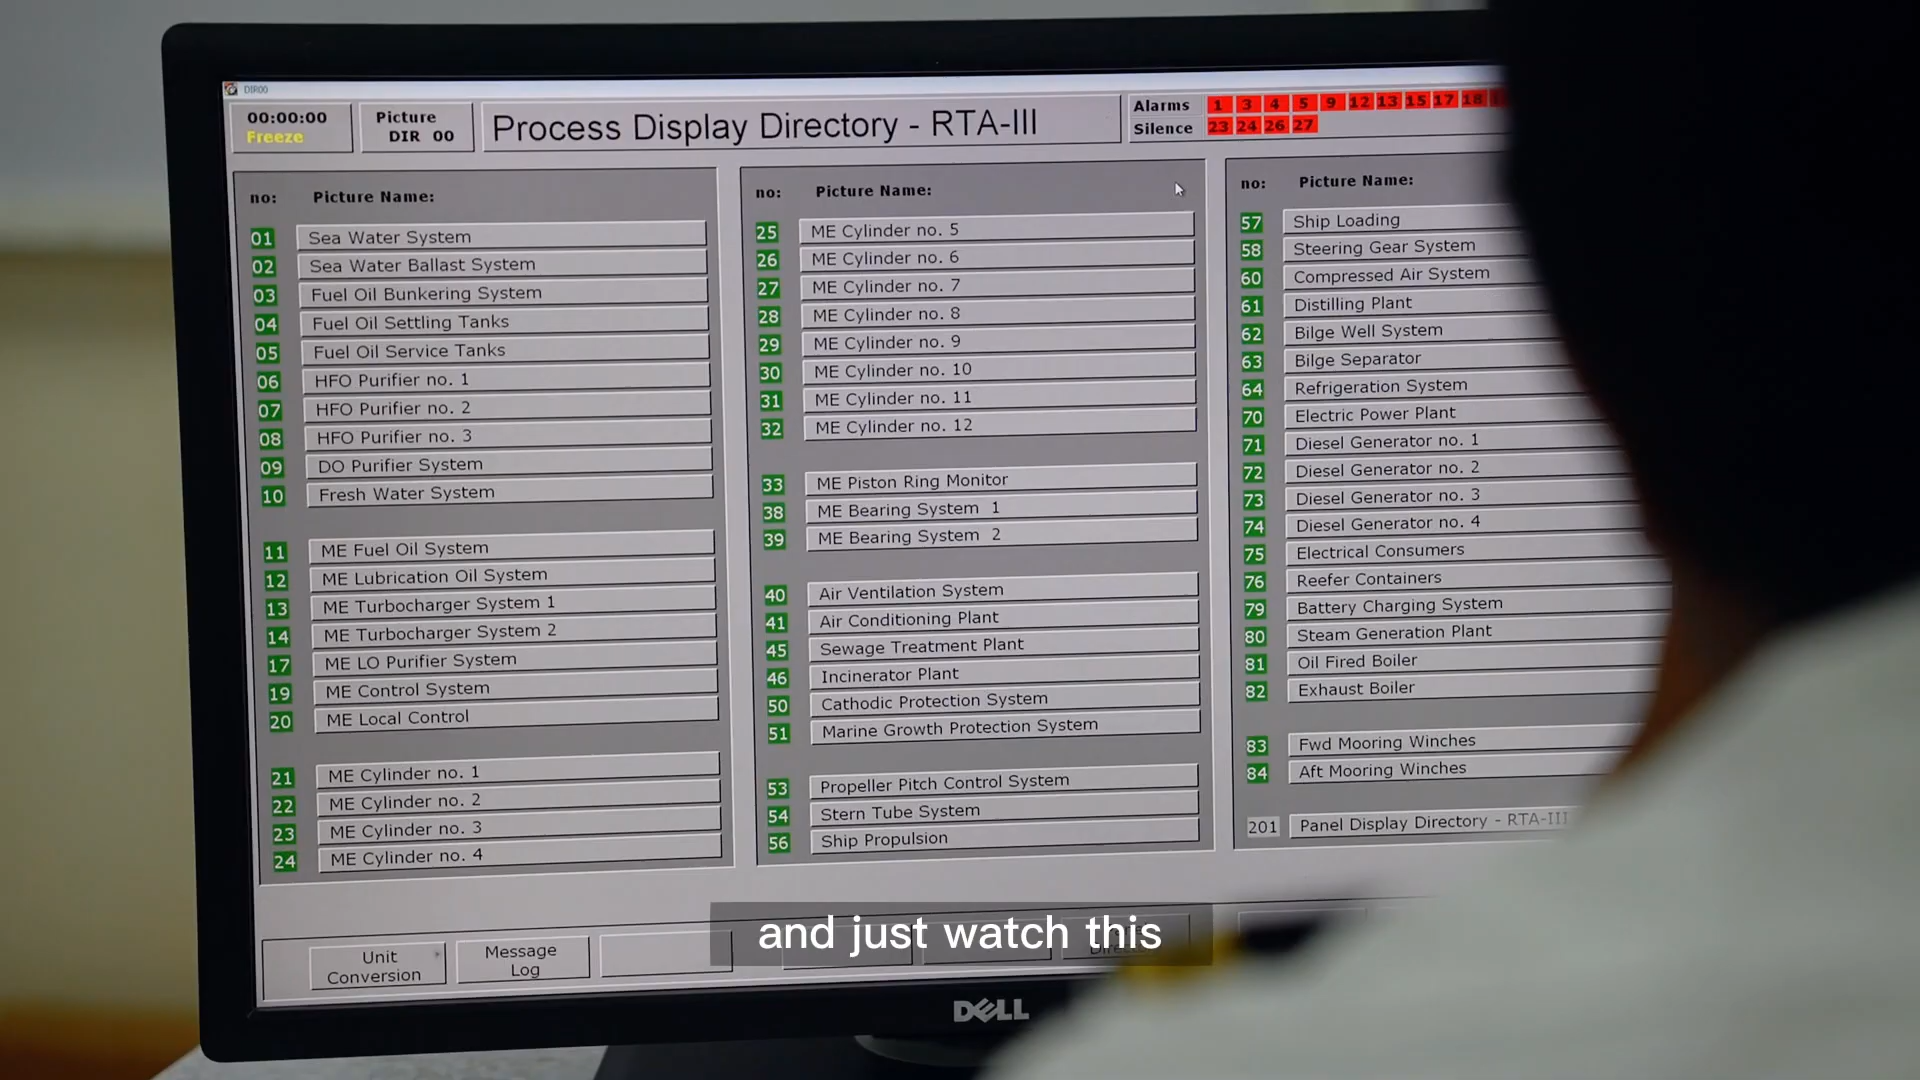 DIR00
00:00:00
Freeze
Picture
DIR 00
Process Display Directory - RTA-III
Alarms
Silence
1 3 4 5 9 12 13 15 17 18
23 24 26 27
no: Picture Name:
01 Sea Water System
02 Sea Water Ballast System
03 Fuel Oil Bunkering System
04 Fuel Oil Settling Tanks
05 Fuel Oil Service Tanks
06 HFO Purifier no. 1
07 HFO Purifier no. 2
08 HFO Purifier no. 3
09 DO Purifier System
10 Fresh Water System
11 ME Fuel Oil System
12 ME Lubrication Oil System
13 ME Turbocharger System 1
14 ME Turbocharger System 2
17 ME LO Purifier System
19 ME Control System
20 ME Local Control
21 ME Cylinder no. 1
22 ME Cylinder no. 2
23 ME Cylinder no. 3
24 ME Cylinder no. 4
no: Picture Name:
25 ME Cylinder no. 5
26 ME Cylinder no. 6
27 ME Cylinder no. 7
28 ME Cylinder no. 8
29 ME Cylinder no. 9
30 ME Cylinder no. 10
31 ME Cylinder no. 11
32 ME Cylinder no. 12
33 ME Piston Ring Monitor
38 ME Bearing System 1
39 ME Bearing System 2
40 Air Ventilation System
41 Air Conditioning Plant
45 Sewage Treatment Plant
46 Incinerator Plant
50 Cathodic Protection System
51 Marine Growth Protection System
53 Propeller Pitch Control System
54 Stern Tube System
56 Ship Propulsion
no: Picture Name:
57 Ship Loading
58 Steering Gear System
60 Compressed Air System
61 Distilling Plant
62 Bilge Well System
63 Bilge Separator
64 Refrigeration System
70 Electric Power Plant
71 Diesel Generator no. 1
72 Diesel Generator no. 2
73 Diesel Generator no. 3
74 Diesel Generator no. 4
75 Electrical Consumers
76 Reefer Containers
79 Battery Charging System
80 Steam Generation Plant
81 Oil Fired Boiler
82 Exhaust Boiler
83 Fwd Mooring Winches
84 Aft Mooring Winches
201 Panel Display Directory - RTA-III
Unit
Conversion
Message
Log
and just watch this
DELL